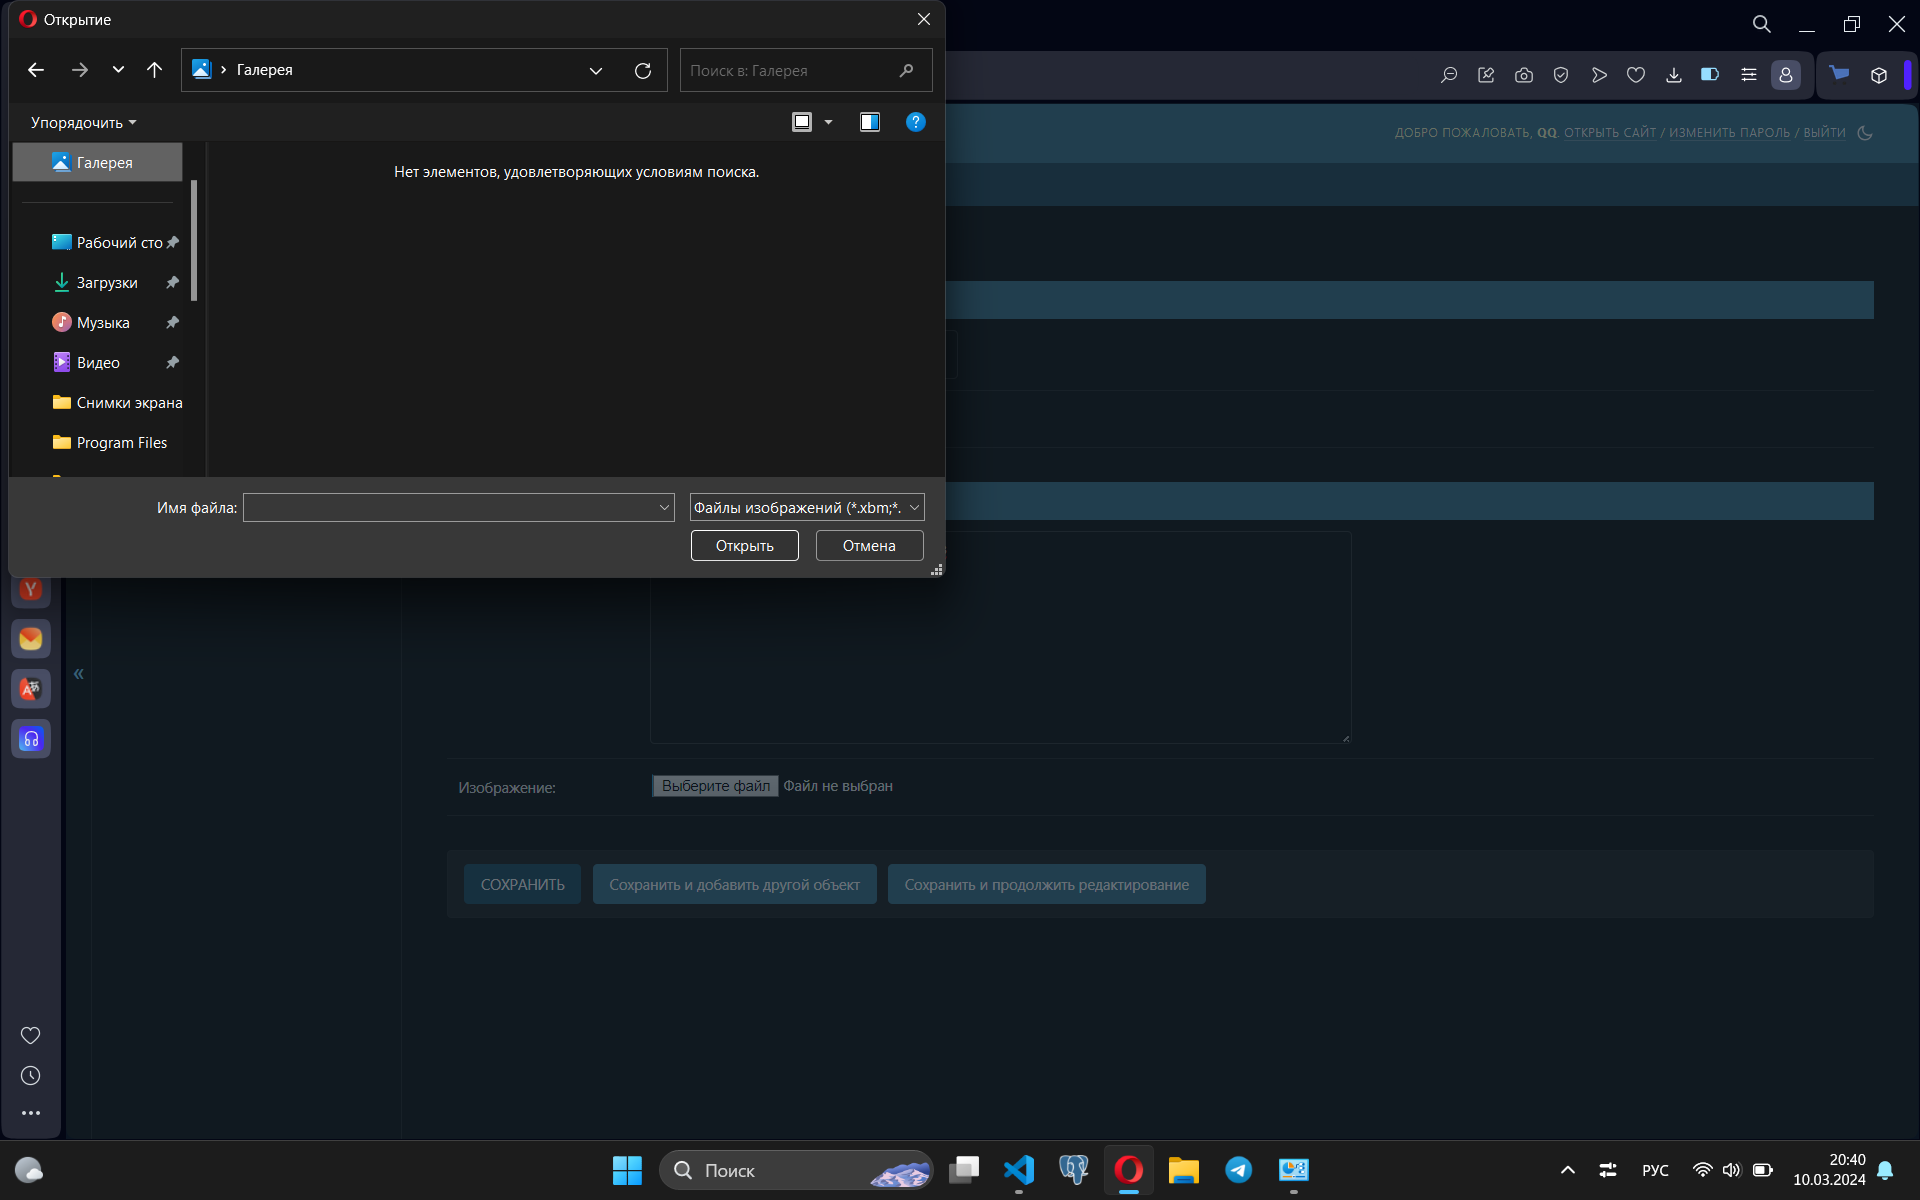 Открытие
Галерея
Поиск в: Галерея
Упорядочить
Галерея
Нет элементов, удовлетворяющих условиям поиска.
Рабочий сто
Загрузки
Музыка
Видео
Снимки экрана
Program Files
Имя файла:
Файлы изображений (*.xbm;*.
Открыть
Отмена
ДОБРО ПОЖАЛОВАТЬ, QQ. ОТКРЫТЬ САЙТ / ИЗМЕНИТЬ ПАРОЛЬ / ВЫЙТИ
«
Изображение:
Выберите файл Файл не выбран
СОХРАНИТЬ
Сохранить и добавить другой объект
Сохранить и продолжить редактирование
Поиск
РУС
20:40
10.03.2024